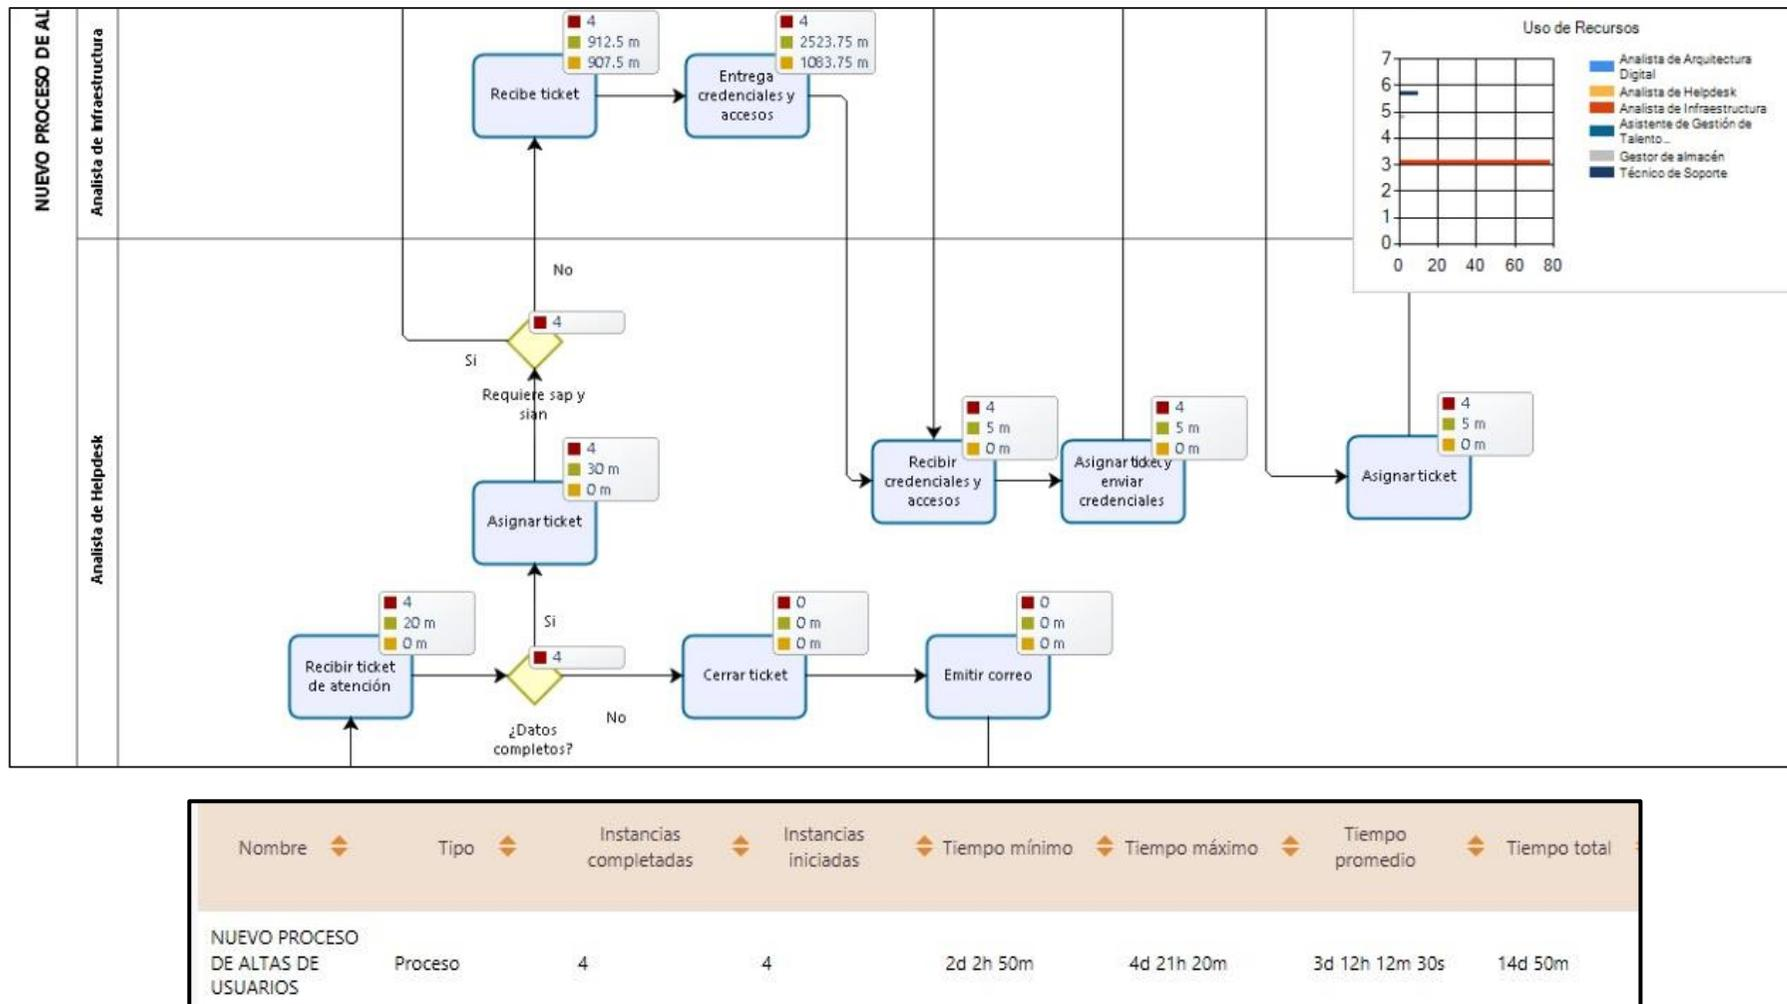 NUEVO PROCESO DE AL
Analista de Infraestructura
4
912.5 m
907.5 m
Recibe ticket
4
2523.75 m
1083.75 m
Entrega
credenciales y
accesos
Uso de Recursos
7
6
5
4
3
2
1
0
0 20 40 60 80
Analista de Arquitectura
Digital
Analista de Helpdesk
Analista de Infraestructura
Asistente de Gestión de
Talento...
Gestor de almacén
Técnico de Soporte
Analista de Helpdesk
No
4
Si
Requiere sap y
sian
4
30 m
0 m
Asignar ticket
4
5 m
0 m
Recibir
credenciales y
accesos
4
5 m
0 m
Asignar ticket y
enviar
credenciales
4
5 m
0 m
Asignar ticket
4
20 m
0 m
Recibir ticket
de atención
Si
4
No
¿Datos
completos?
0
0 m
0 m
Cerrar ticket
0
0 m
0 m
Emitir correo
Nombre Tipo Instancias completadas Instancias iniciadas Tiempo mínimo Tiempo máximo Tiempo promedio Tiempo total
NUEVO PROCESO
DE ALTAS DE
USUARIOS
Proceso 4 4 2d 2h 50m 4d 21h 20m 3d 12h 12m 30s 14d 50m